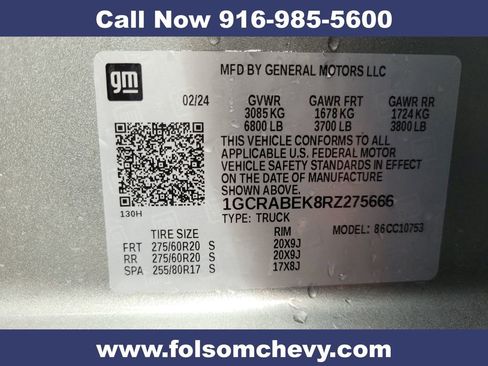 Call Now 916-985-5600
gm
MFD BY GENERAL MOTORS LLC
02/24 GVWR GAWR FRT GAWR RR
3085 KG 1678 KG 1724 KG
6800 LB 3700 LB 3800 LB
THIS VEHICLE CONFORMS TO ALL
APPLICABLE U.S. FEDERAL MOTOR
VEHICLE SAFETY STANDARDS IN EFFECT
ON THE DATE OF MANUFACTURE SHOWN ABOVE.
1GCRABEK8RZ275666
130H
TYPE: TRUCK MODEL: 86CC10753
TIRE SIZE RIM
FRT 275/60R20 S 20X9J
RR 275/60R20 S 20X9J
SPA 255/80R17 S 17X8J
www.folsomchevy.com